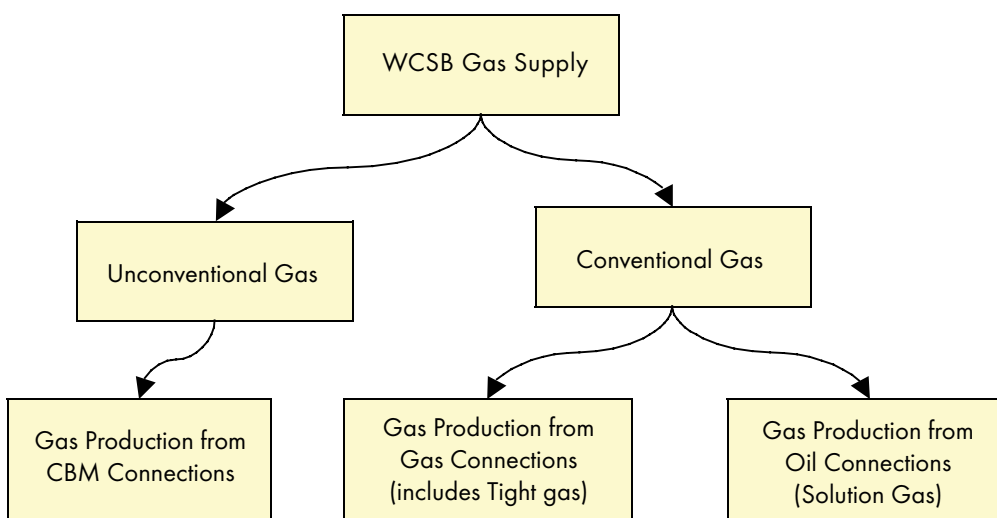 WCSB Gas Supply
Unconventional Gas
Conventional Gas
Gas Production from
CBM Connections
Gas Production from
Gas Connections
(includes Tight gas)
Gas Production from
Oil Connections
(Solution Gas)